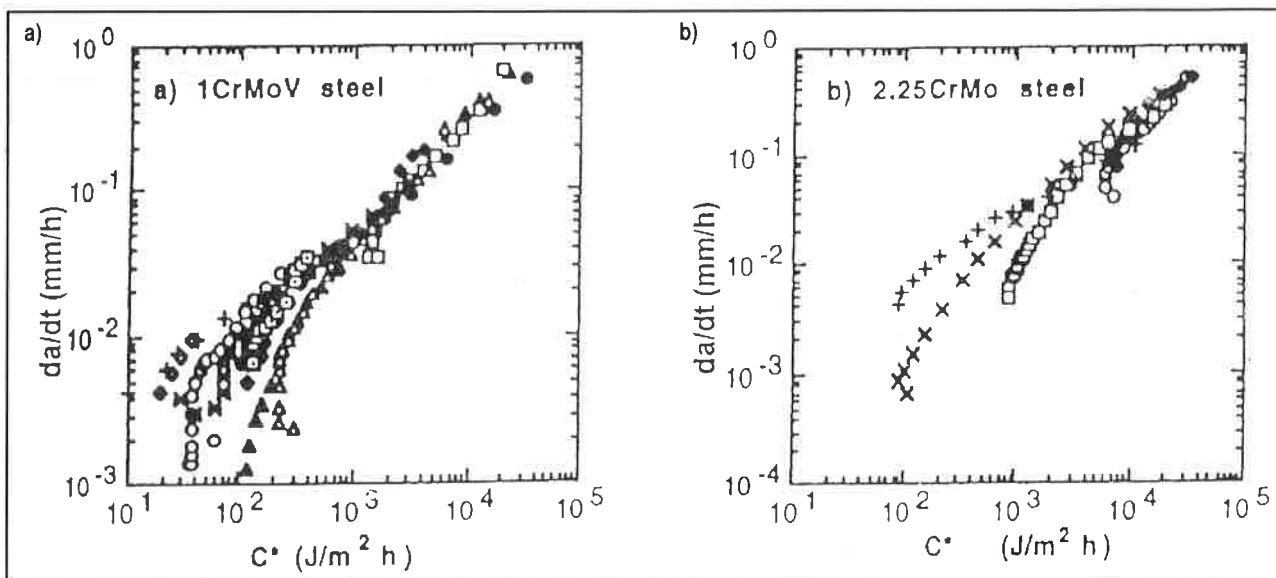 a)
a) 1CrMoV steel
da/dt (mm/h)
10^0
10^-1
10^-2
10^-3
10^1 10^2 10^3 10^4 10^5
C* (J/m^2 h)
b)
b) 2.25CrMo steel
da/dt (mm/h)
10^0
10^-1
10^-2
10^-3
10^-4
10^1 10^2 10^3 10^4 10^5
C* (J/m^2 h)